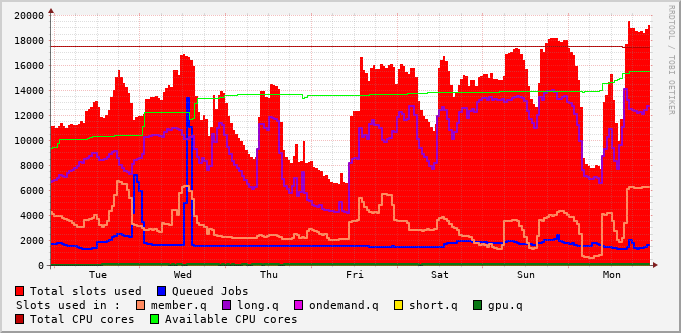 20000
18000
16000
14000
12000
10000
8000
6000
4000
2000
0
Tue Wed Thu Fri Sat Sun Mon
RRDTOOL / TOBI OETIKER
Total slots used Queued Jobs
Slots used in : member.q long.q ondemand.q short.q gpu.q
Total CPU cores Available CPU cores